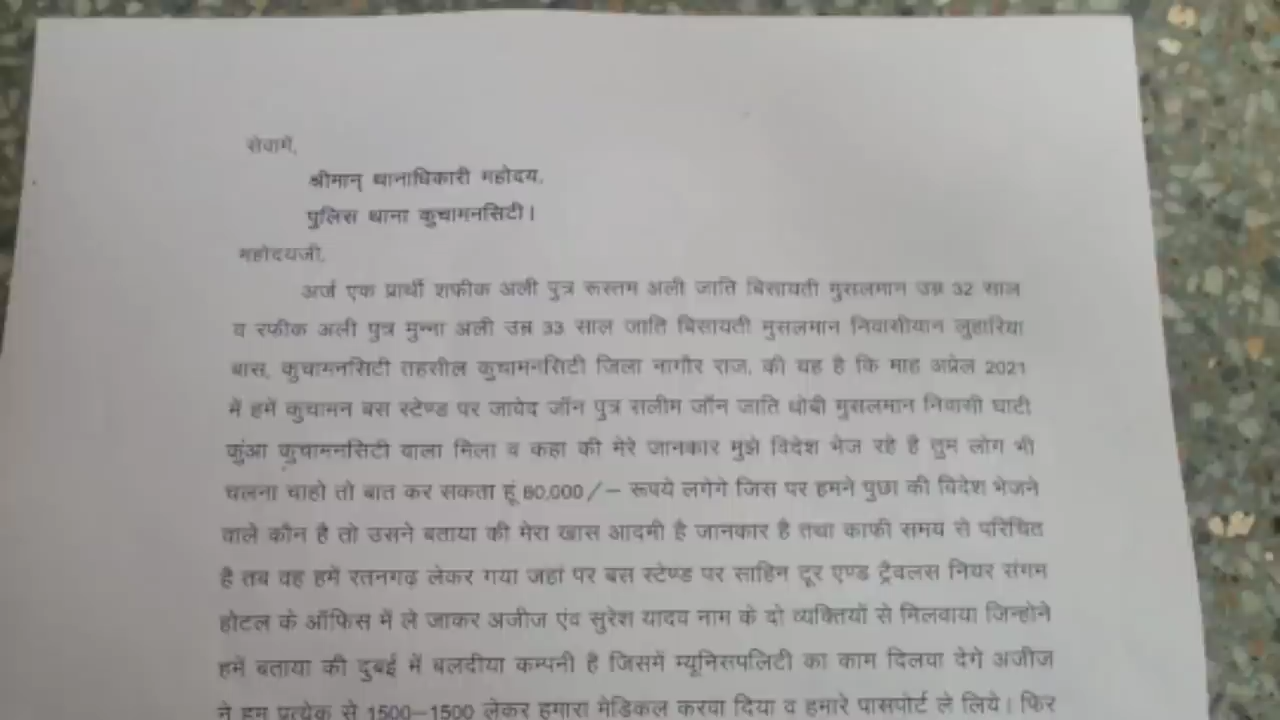 सेवामें,
श्रीमान् थानाधिकारी महोदय,
पुलिस थाना कुचामनसिटी।
महोदयजी,
अर्ज एक प्रार्थी शफीक अली पुत्र रूस्तम अली जाति बिसायती मुसलमान उम्र 32 साल
व रफीक अली पुत्र मुन्ना अली उम्र 33 साल जाति बिसायती मुसलमान निवासीयान लुहारिया
बास, कुचामनसिटी तहसील कुचामनसिटी जिला नागौर राज. की यह है कि माह अप्रेल 2021
में हमें कुचामन बस स्टेण्ड पर जावेद जॉन पुत्र सलीम जॉन जाति धोबी मुसलमान निवासी घाटी
कुंआ कुचामनसिटी वाला मिला व कहा की मेरे जानकार मुझे विदेश भेज रहे है तुम लोग भी
चलना चाहो तो बात कर सकता हूं 80,000/- रूपये लगेगे जिस पर हमने पुछा की विदेश भेजने
वाले कौन है तो उसने बताया की मेरा खास आदमी है जानकार है तथा काफी समय से परिचित
है तब वह हमें रतनगढ़ लेकर गया जहां पर बस स्टेण्ड पर साहिन टूर एण्ड ट्रैवलस नियर संगम
होटल के ऑफिस में ले जाकर अजीज एंव सुरेश यादव नाम के दो व्यक्तियों से मिलवाया जिन्होने
हमें बताया की दुबई में बलदीया कम्पनी है जिसमें म्यूनिसपलिटी का काम दिलवा देगे अजीज
ने हम प्रत्येक से 1500-1500 लेकर हमारा मेडिकल करवा दिया व हमारे पासपोर्ट ले लिये। फिर